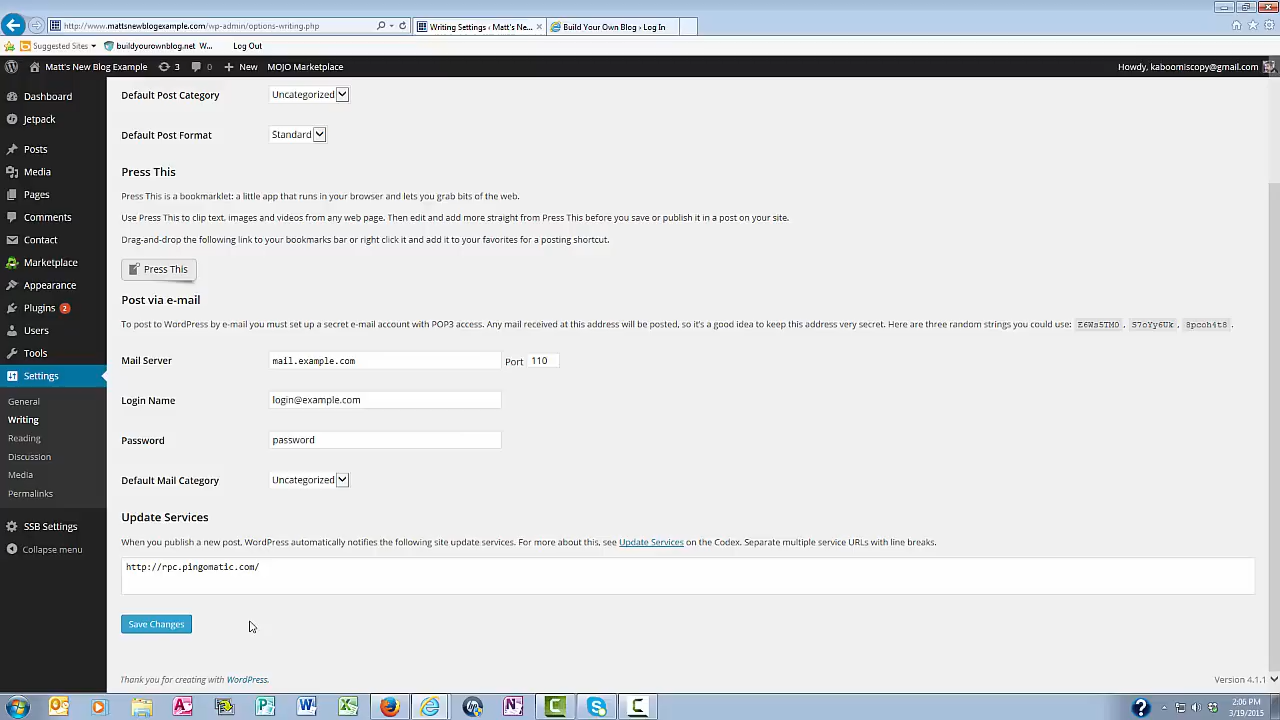 http://www.mattsnewblogexample.com/wp-admin/options-writing.php
Writing Settings ‹ Matt's Ne...
Build Your Own Blog › Log In
Suggested Sites
buildyourownblog.net W...
Log Out
Matt's New Blog Example
3
0
New
MOJO Marketplace
Howdy, kaboomiscopy@gmail.com
Dashboard
Jetpack
Posts
Media
Pages
Comments
Contact
Marketplace
Appearance
Plugins 2
Users
Tools
Settings
General
Writing
Reading
Discussion
Media
Permalinks
SSB Settings
Collapse menu
Default Post Category
Uncategorized
Default Post Format
Standard
Press This
Press This is a bookmarklet: a little app that runs in your browser and lets you grab bits of the web.
Use Press This to clip text, images and videos from any web page. Then edit and add more straight from Press This before you save or publish it in a post on your site.
Drag-and-drop the following link to your bookmarks bar or right click it and add it to your favorites for a posting shortcut.
Press This
Post via e-mail
To post to WordPress by e-mail you must set up a secret e-mail account with POP3 access. Any mail received at this address will be posted, so it's a good idea to keep this address very secret. Here are three random strings you could use:
Mail Server
mail.example.com
Port 110
Login Name
login@example.com
Password
password
Default Mail Category
Uncategorized
Update Services
When you publish a new post, WordPress automatically notifies the following site update services. For more about this, see Update Services on the Codex. Separate multiple service URLs with line breaks.
http://rpc.pingomatic.com/
Save Changes
Thank you for creating with WordPress.
Version 4.1.1
2:06 PM
3/19/2015